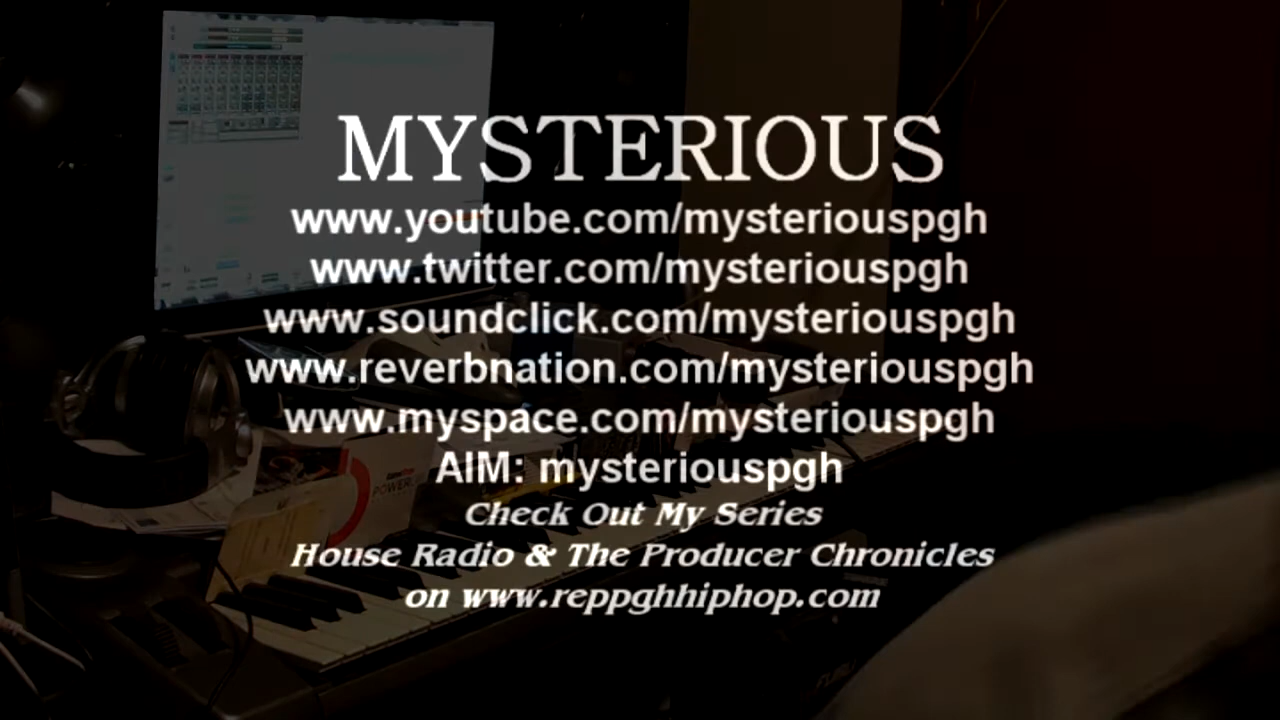 MYSTERIOUS
www.youtube.com/mysteriouspgh
www.twitter.com/mysteriouspgh
www.soundclick.com/mysteriouspgh
www.reverbnation.com/mysteriouspgh
www.myspace.com/mysteriouspgh
AIM: mysteriouspgh
Check Out My Series
House Radio & The Producer Chronicles
on www.reppghhiphop.com